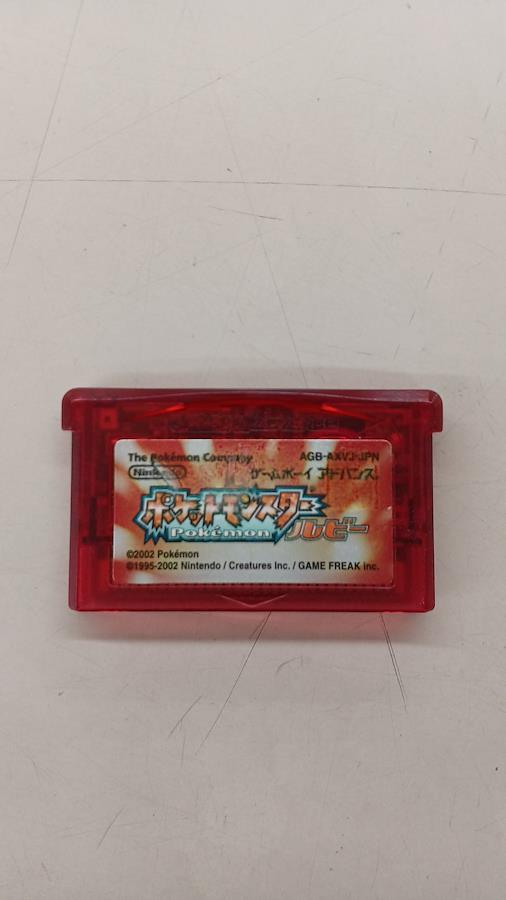 The Pokémon Company
AGB-AXVJ-JPN
Nintendo
ゲームボーイ アドバンス
ポケットモンスター
Pokémon
ルビー
©2002 Pokémon
©1995-2002 Nintendo / Creatures Inc. / GAME FREAK inc.